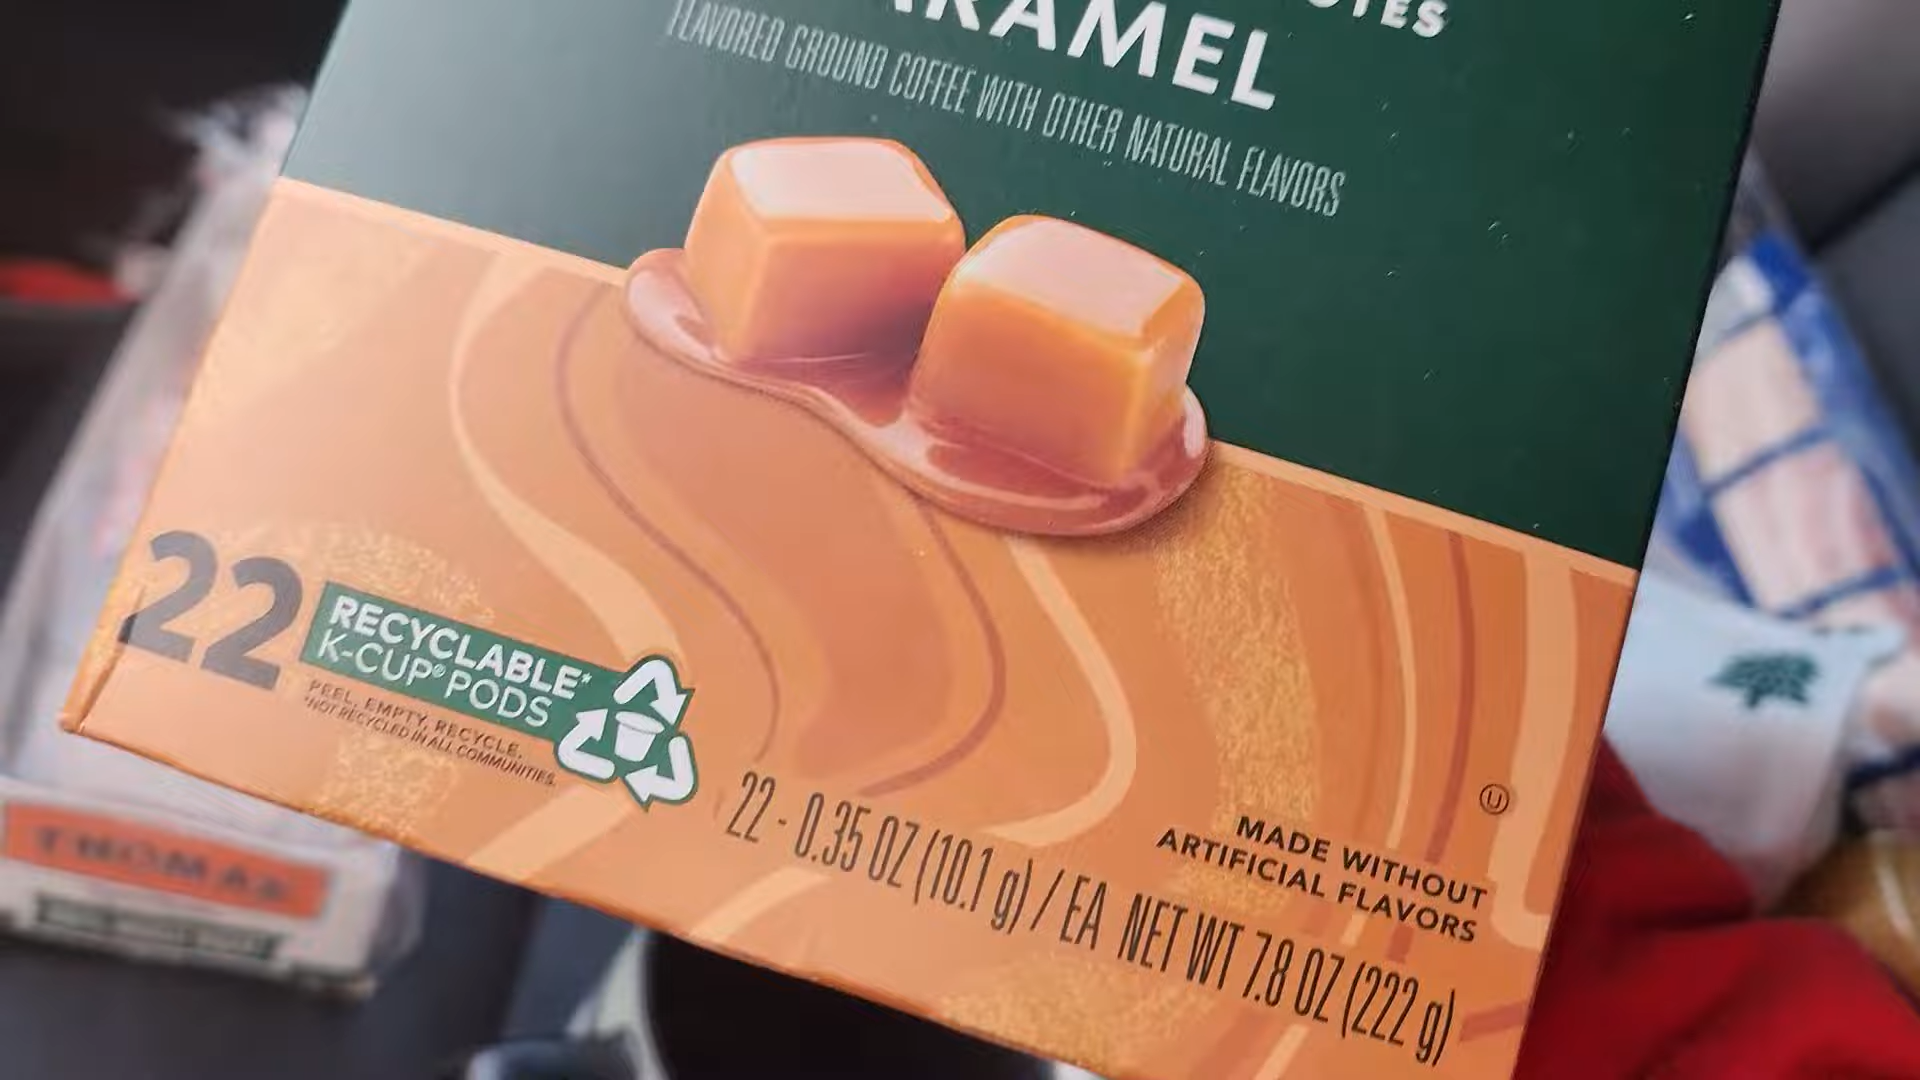 FLAVORED GROUND COFFEE WITH OTHER NATURAL FLAVORS
22
RECYCLABLE*
K-CUP® PODS
PEEL, EMPTY, RECYCLE.
*NOT RECYCLED IN ALL COMMUNITIES.
22 - 0.35 OZ (10.1 g) / EA NET WT 7.8 OZ (222 g)
U
MADE WITHOUT
ARTIFICIAL FLAVORS
THOMAS